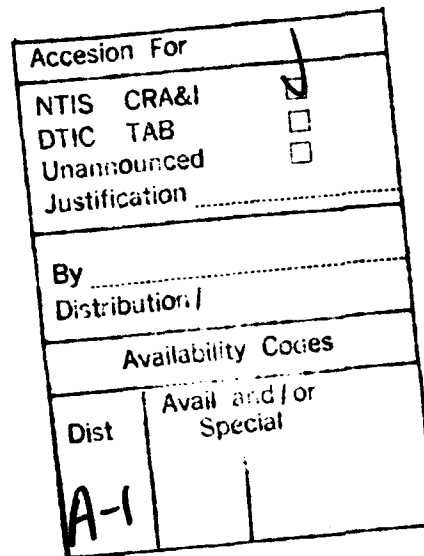 Accesion For
NTIS CRA&I
DTIC TAB
Unannounced
Justification
By
Distribution /
Availability Codes
Dist
Avail and / or
Special
A-1